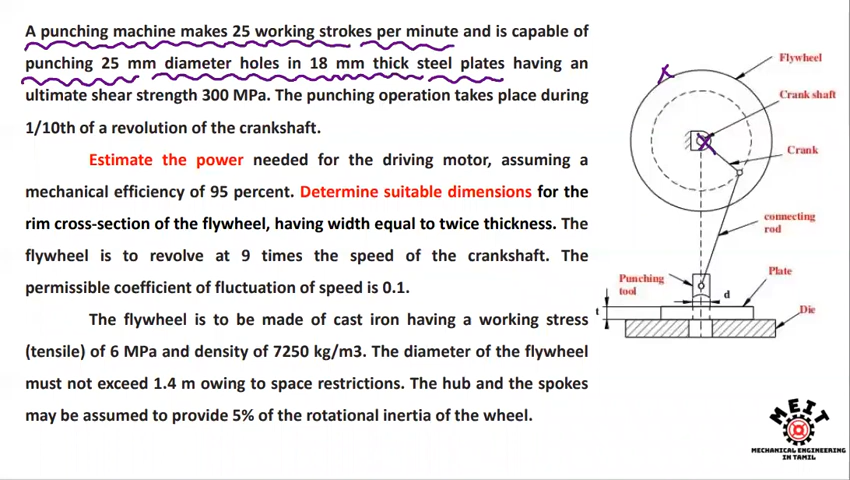 A punching machine makes 25 working strokes per minute and is capable of
punching 25 mm diameter holes in 18 mm thick steel plates having an
ultimate shear strength 300 MPa. The punching operation takes place during
1/10th of a revolution of the crankshaft.
Estimate the power needed for the driving motor, assuming a
mechanical efficiency of 95 percent. Determine suitable dimensions for the
rim cross-section of the flywheel, having width equal to twice thickness. The
flywheel is to revolve at 9 times the speed of the crankshaft. The
permissible coefficient of fluctuation of speed is 0.1.
The flywheel is to be made of cast iron having a working stress
(tensile) of 6 MPa and density of 7250 kg/m3. The diameter of the flywheel
must not exceed 1.4 m owing to space restrictions. The hub and the spokes
may be assumed to provide 5% of the rotational inertia of the wheel.
Flywheel
Crank shaft
Crank
connecting
rod
Punching
tool
Plate
d
t
Die
MEIT
MECHANICAL ENGINEERING
IN TAMIL